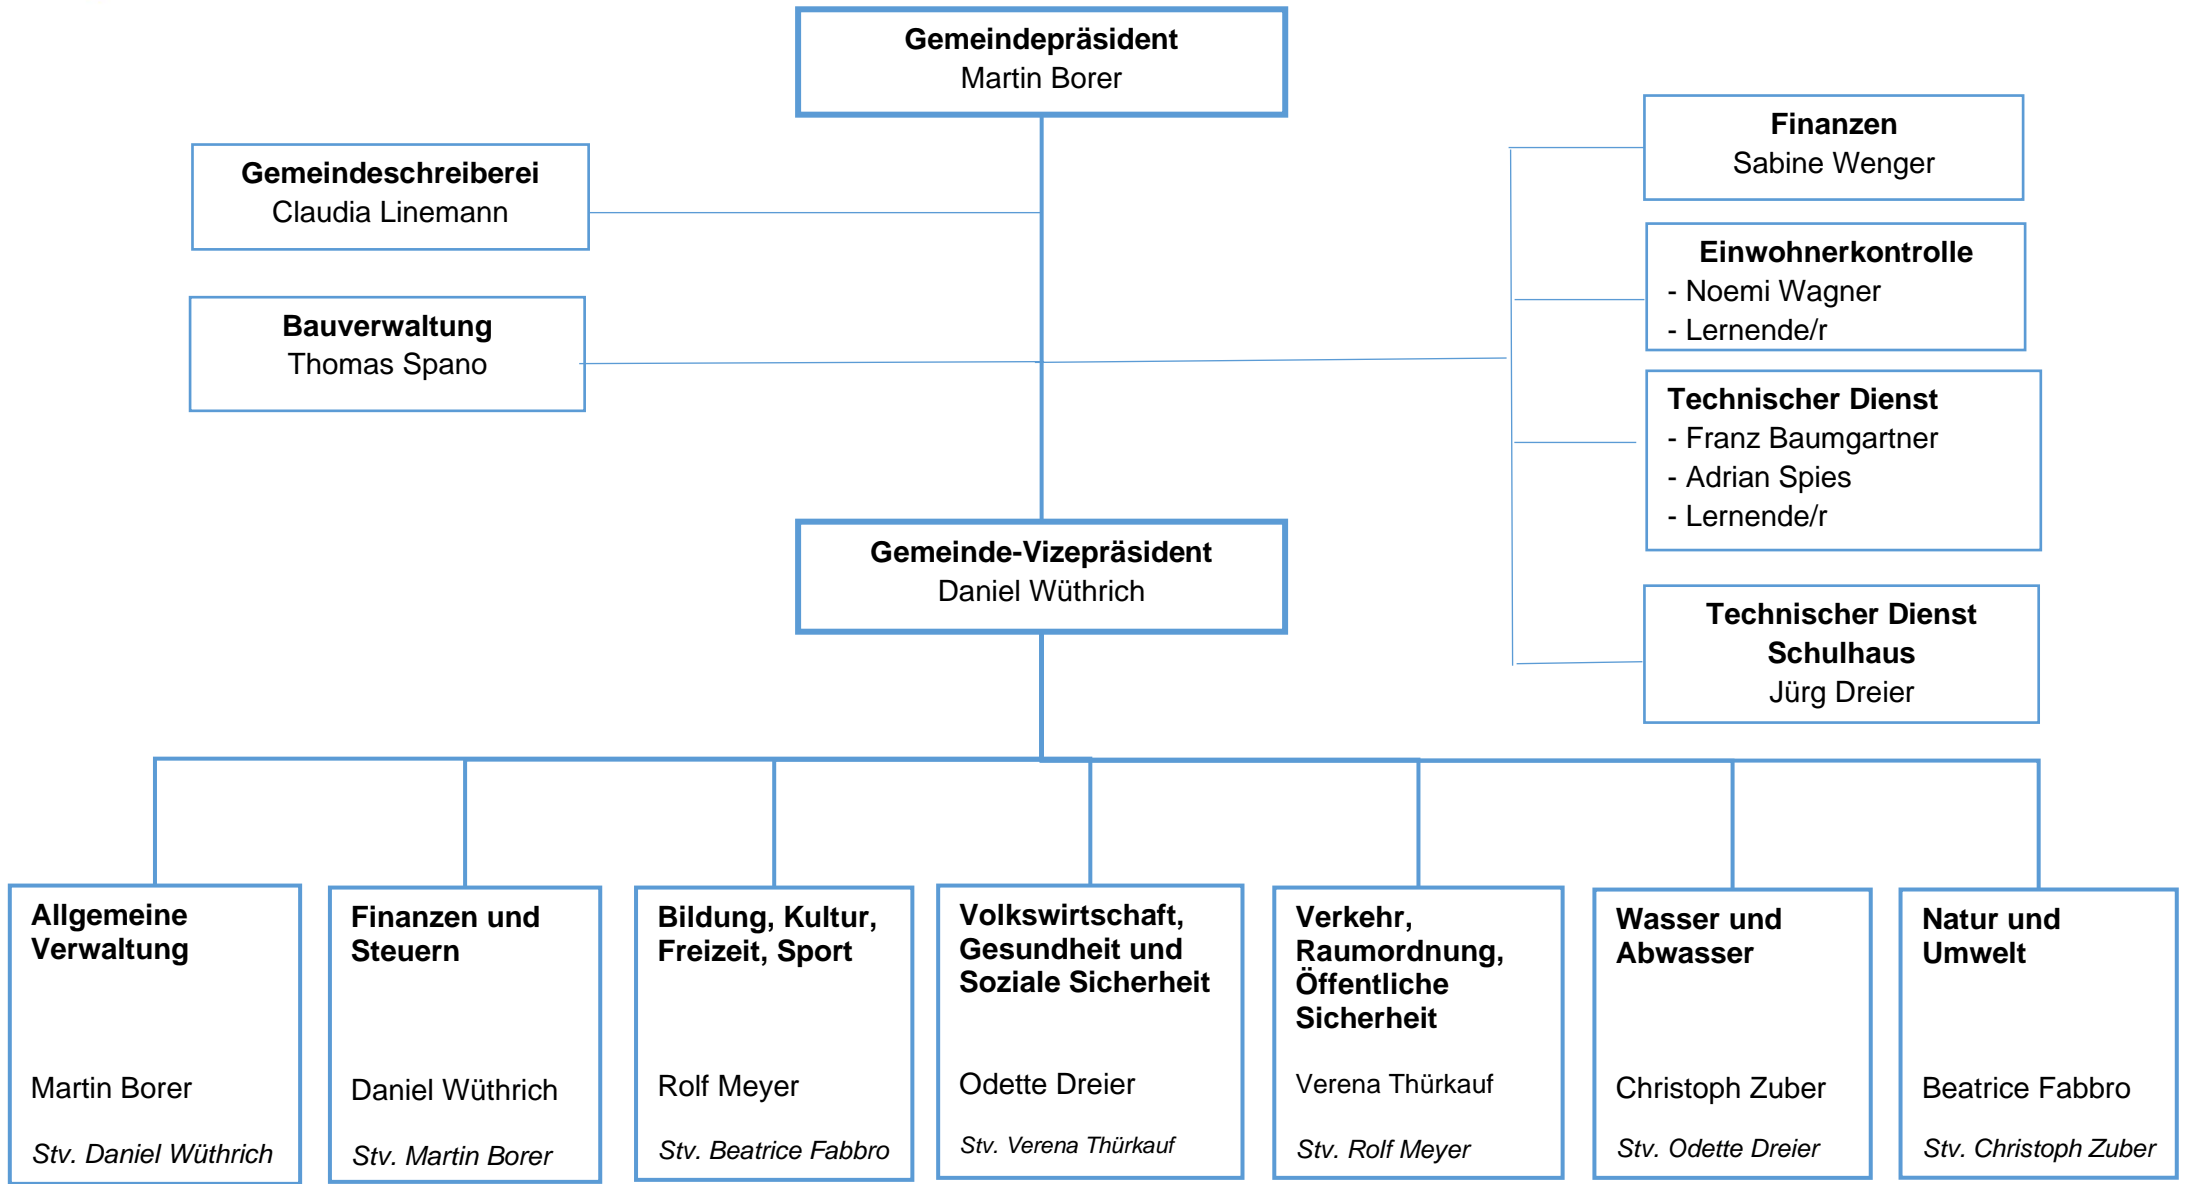 Gemeindepräsident
Martin Borer
Gemeindeschreiberei
Claudia Linemann
Bauverwaltung
Thomas Spano
Finanzen
Sabine Wenger
Einwohnerkontrolle
- Noemi Wagner
- Lernende/r
Technischer Dienst
- Franz Baumgartner
- Adrian Spies
- Lernende/r
Technischer Dienst
Schulhaus
Jürg Dreier
Gemeinde-Vizepräsident
Daniel Wüthrich
Allgemeine
Verwaltung
Martin Borer
Stv. Daniel Wüthrich
Finanzen und
Steuern
Daniel Wüthrich
Stv. Martin Borer
Bildung, Kultur,
Freizeit, Sport
Rolf Meyer
Stv. Beatrice Fabbro
Volkswirtschaft,
Gesundheit und
Soziale Sicherheit
Odette Dreier
Stv. Verena Thürkauf
Verkehr,
Raumordnung,
Öffentliche
Sicherheit
Verena Thürkauf
Stv. Rolf Meyer
Wasser und
Abwasser
Christoph Zuber
Stv. Odette Dreier
Natur und
Umwelt
Beatrice Fabbro
Stv. Christoph Zuber